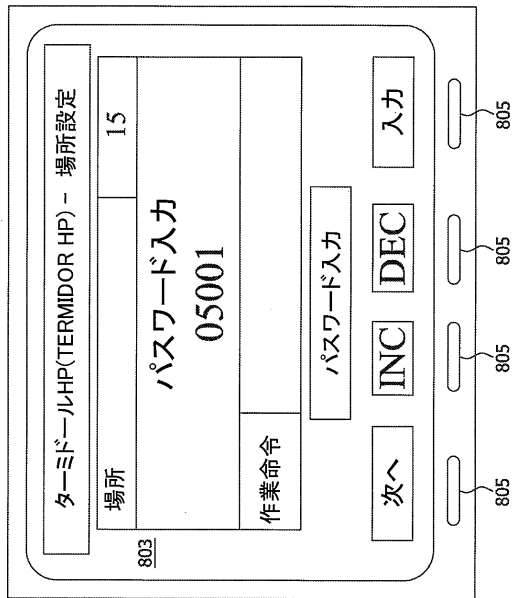 ターミドールHP(TERMIDOR HP) - 場所設定
場所 15
パスワード入力
05001
作業命令
パスワード入力
次へ INC DEC 入力
803
805 805 805 805